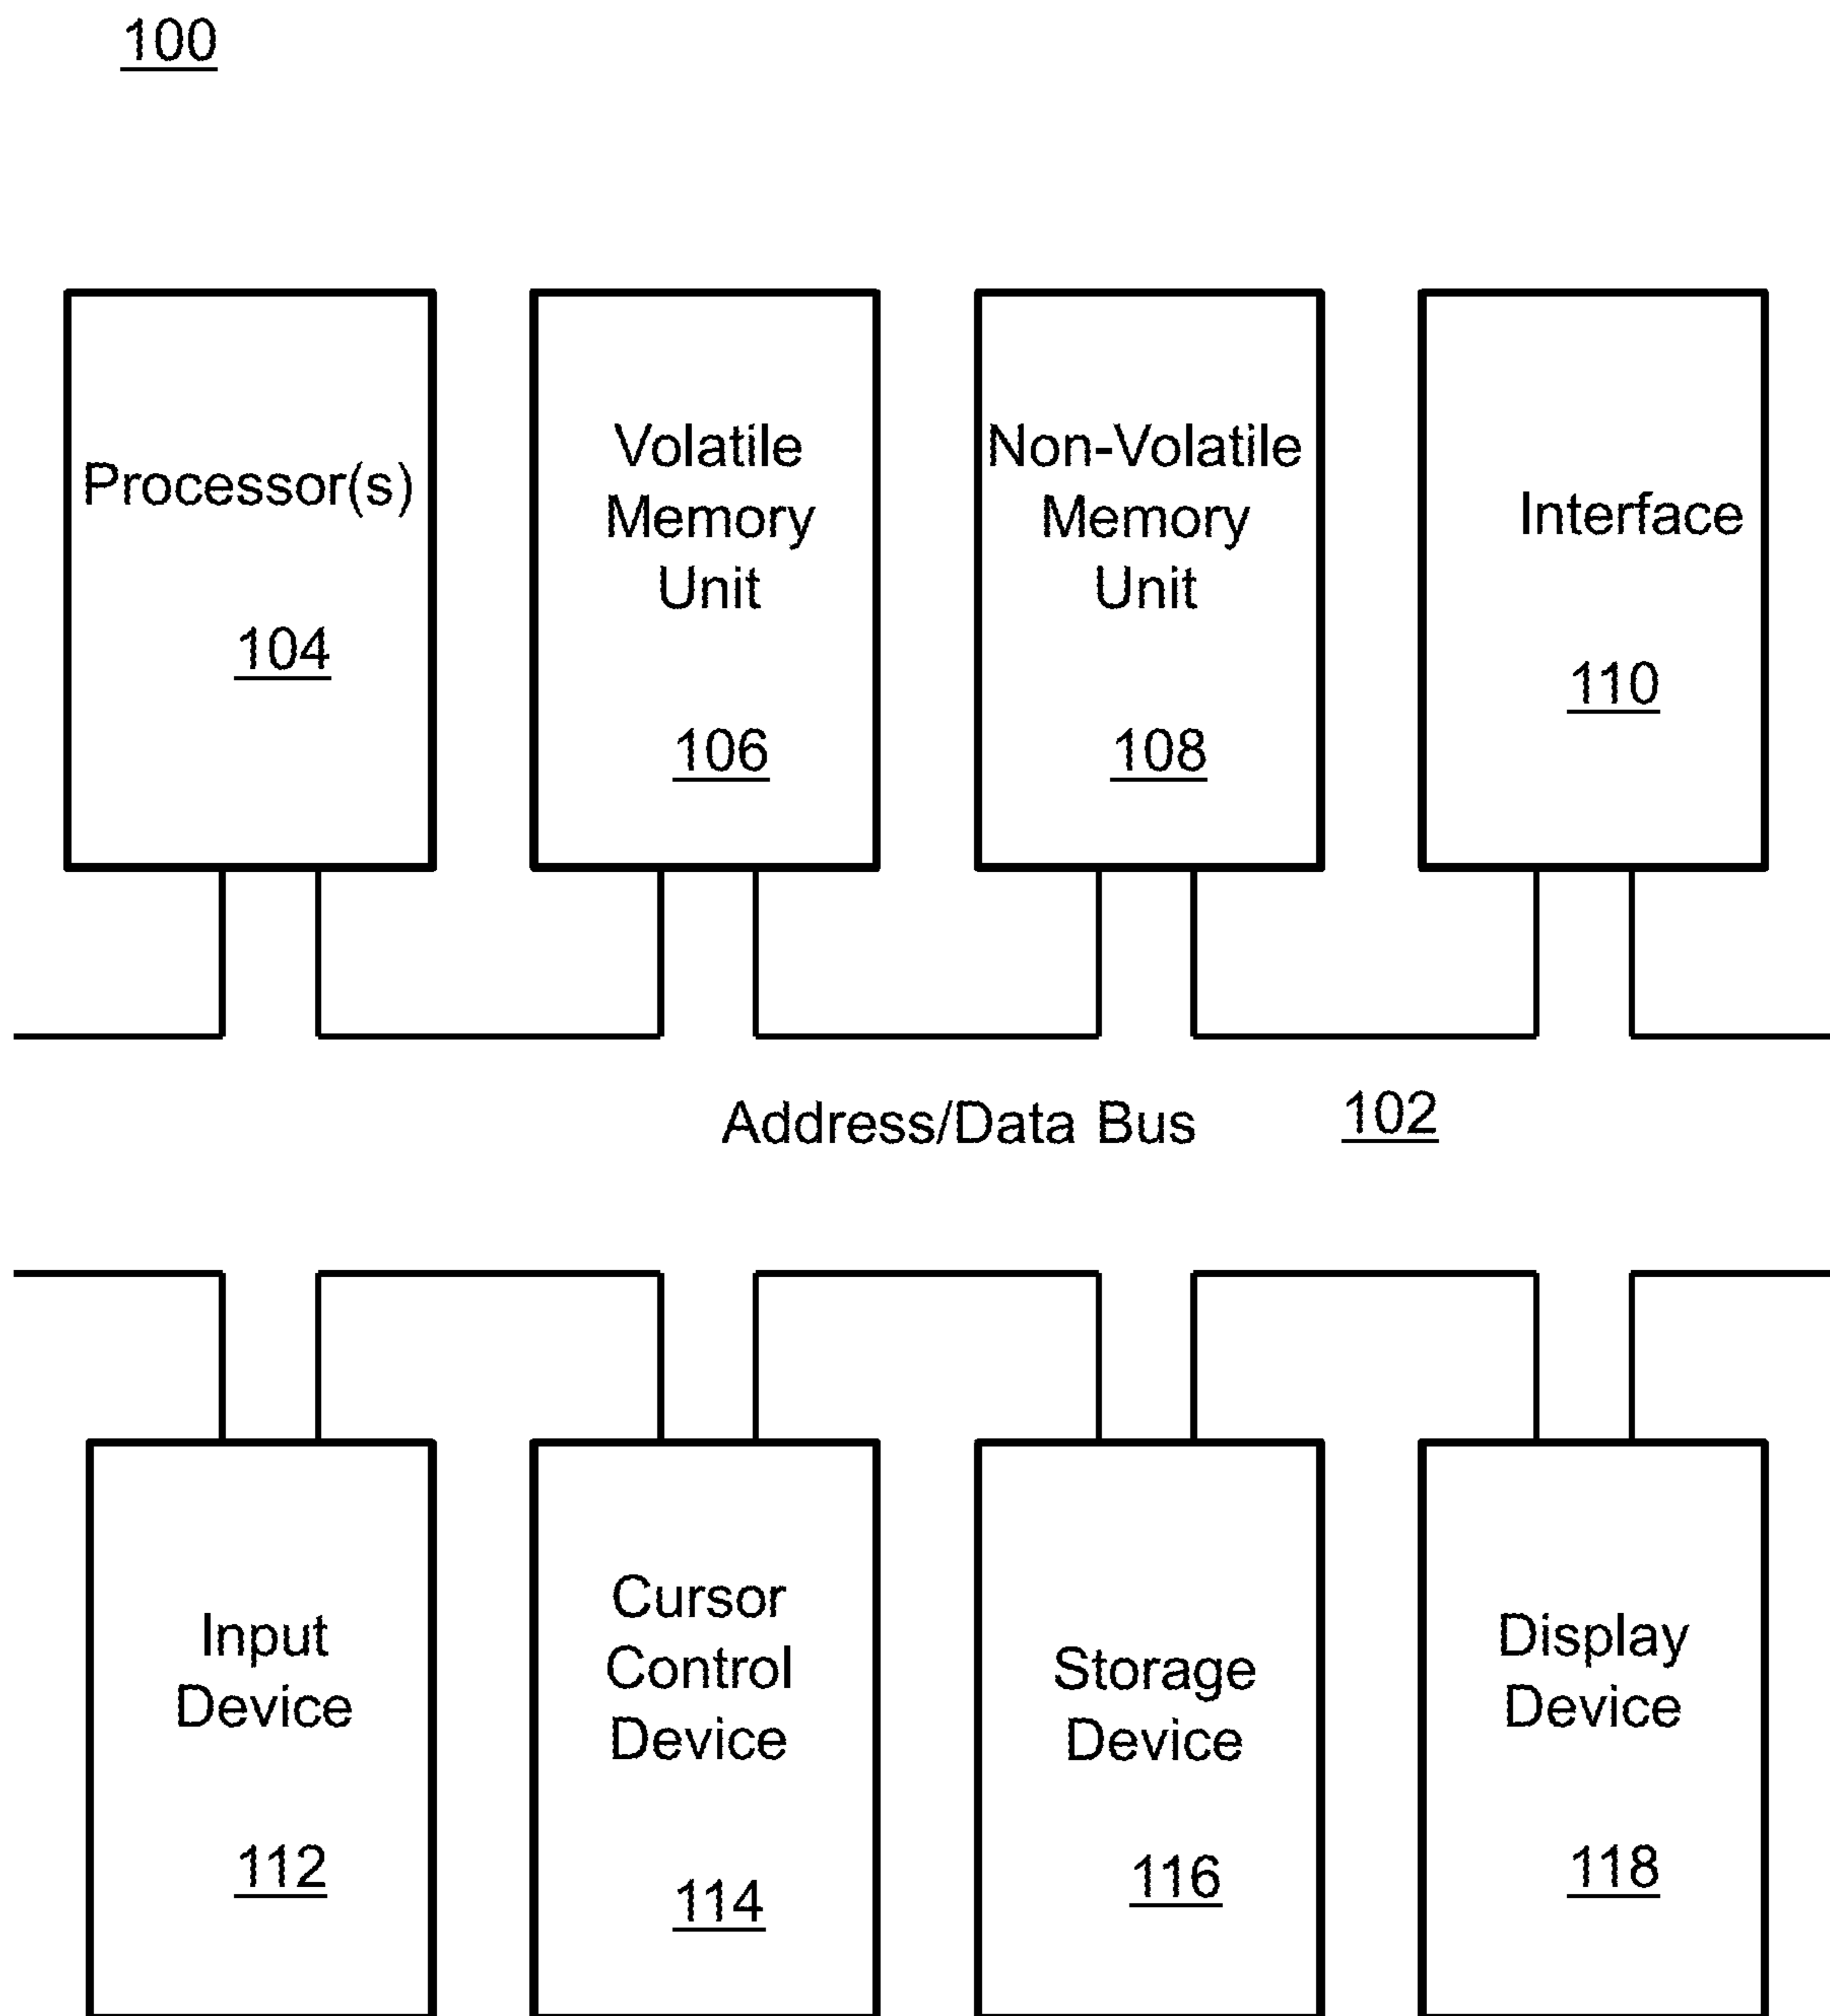 100
Processor(s)
104
Volatile
Memory
Unit
106
Non-Volatile
Memory
Unit
108
Interface
110
Address/Data Bus 102
Input
Device
112
Cursor
Control
Device
114
Storage
Device
116
Display
Device
118